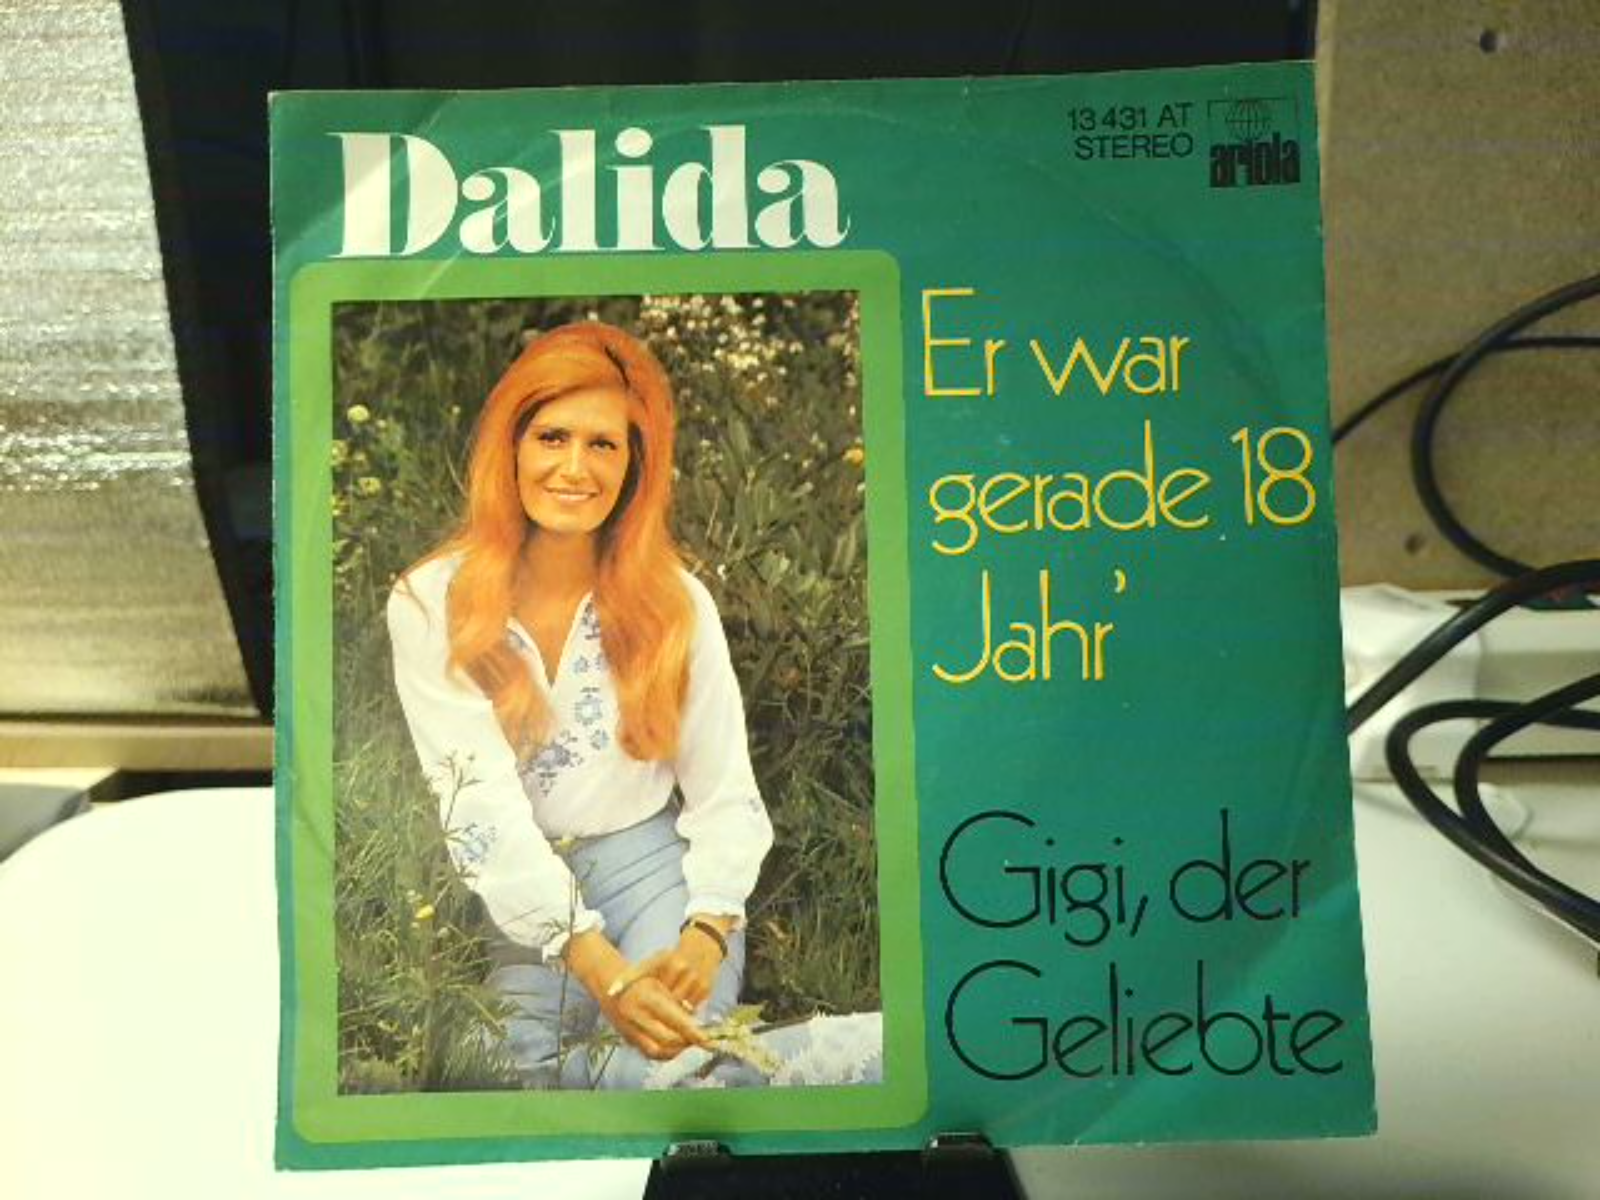 Dalida
13 431 AT
STEREO
ariola
Er war
gerade 18
Jahr'
Gigi, der
Geliebte